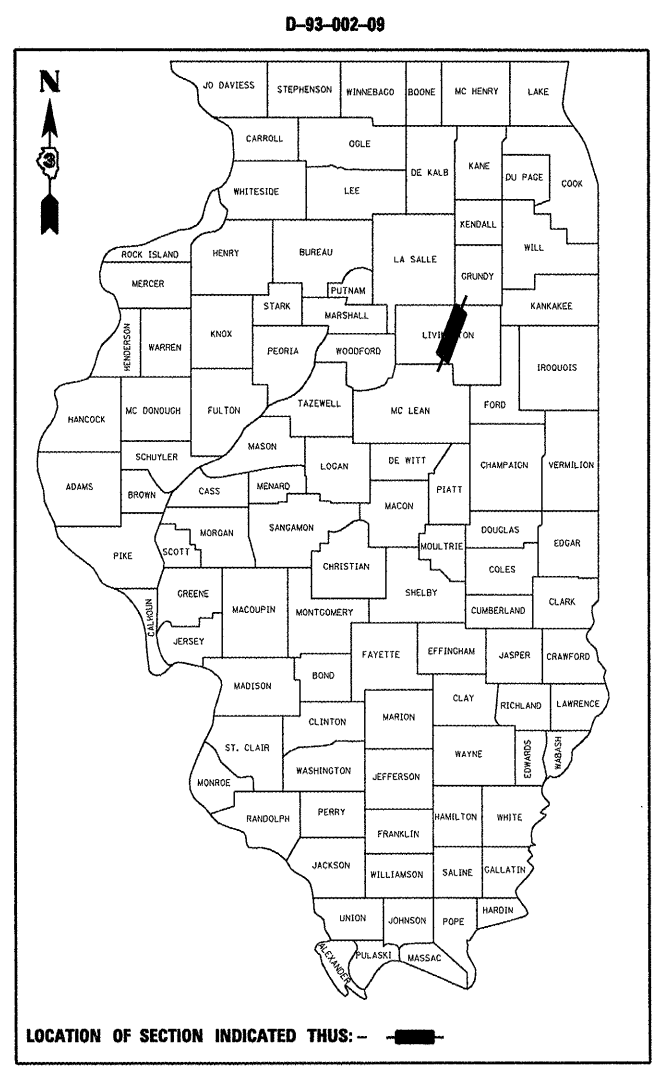 D-93-002-09
N
3
JO DAVIESS STEPHENSON WINNEBAGO BOONE MC HENRY LAKE
CARROLL OGLE DE KALB KANE DU PAGE COOK
WHITESIDE LEE
KENDALL
ROCK ISLAND HENRY BUREAU LA SALLE WILL
GRUNDY
MERCER PUTNAM
STARK MARSHALL KANKAKEE
HENDERSON WARREN KNOX PEORIA WOODFORD LIV TON
IROQUOIS
HANCOCK MC DONOUGH FULTON TAZEWELL MC LEAN FORD
MASON
SCHUYLER LOGAN DE WITT CHAMPAIGN VERMILION
ADAMS BROWN CASS MENARD MACON PIATT
SANGAMON
MORGAN DOUGLAS
PIKE SCOTT MOULTRIE EDGAR
CHRISTIAN COLES
GREENE SHELBY
CALHOUN MACOUPIN MONTGOMERY CUMBERLAND CLARK
JERSEY
FAYETTE EFFINGHAM JASPER CRAWFORD
MADISON BOND
CLAY RICHLAND LAWRENCE
CLINTON MARION
ST. CLAIR WAYNE EDWARDS WABASH
WASHINGTON JEFFERSON
MONROE
RANDOLPH PERRY HAMILTON WHITE
FRANKLIN
JACKSON WILLIAMSON SALINE GALLATIN
UNION JOHNSON POPE HARDIN
ALEXANDER PULASKI MASSAC
LOCATION OF SECTION INDICATED THUS:-